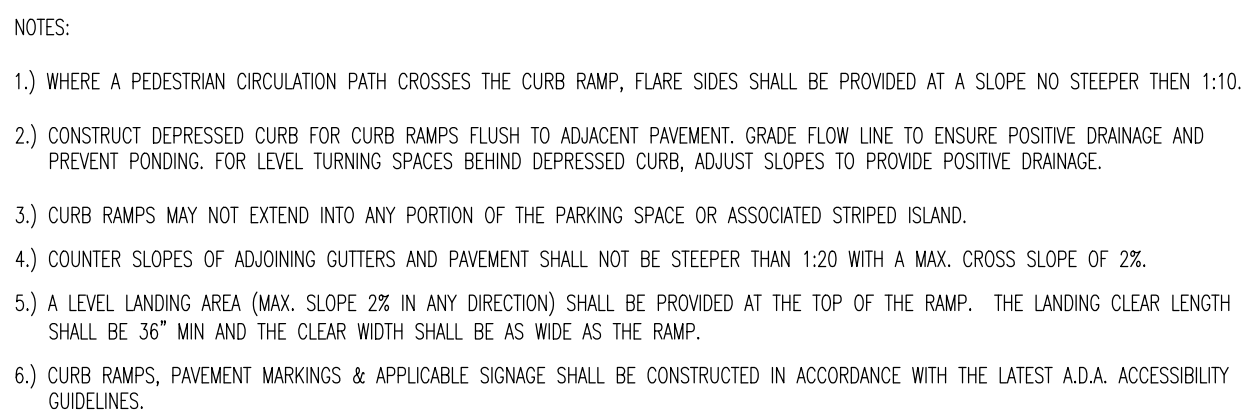 NOTES:
1.) WHERE A PEDESTRIAN CIRCULATION PATH CROSSES THE CURB RAMP, FLARE SIDES SHALL BE PROVIDED AT A SLOPE NO STEEPER THEN 1:10.
2.) CONSTRUCT DEPRESSED CURB FOR CURB RAMPS FLUSH TO ADJACENT PAVEMENT. GRADE FLOW LINE TO ENSURE POSITIVE DRAINAGE AND
PREVENT PONDING. FOR LEVEL TURNING SPACES BEHIND DEPRESSED CURB, ADJUST SLOPES TO PROVIDE POSITIVE DRAINAGE.
3.) CURB RAMPS MAY NOT EXTEND INTO ANY PORTION OF THE PARKING SPACE OR ASSOCIATED STRIPED ISLAND.
4.) COUNTER SLOPES OF ADJOINING GUTTERS AND PAVEMENT SHALL NOT BE STEEPER THAN 1:20 WITH A MAX. CROSS SLOPE OF 2%.
5.) A LEVEL LANDING AREA (MAX. SLOPE 2% IN ANY DIRECTION) SHALL BE PROVIDED AT THE TOP OF THE RAMP. THE LANDING CLEAR LENGTH
SHALL BE 36" MIN AND THE CLEAR WIDTH SHALL BE AS WIDE AS THE RAMP.
6.) CURB RAMPS, PAVEMENT MARKINGS & APPLICABLE SIGNAGE SHALL BE CONSTRUCTED IN ACCORDANCE WITH THE LATEST A.D.A. ACCESSIBILITY
GUIDELINES.